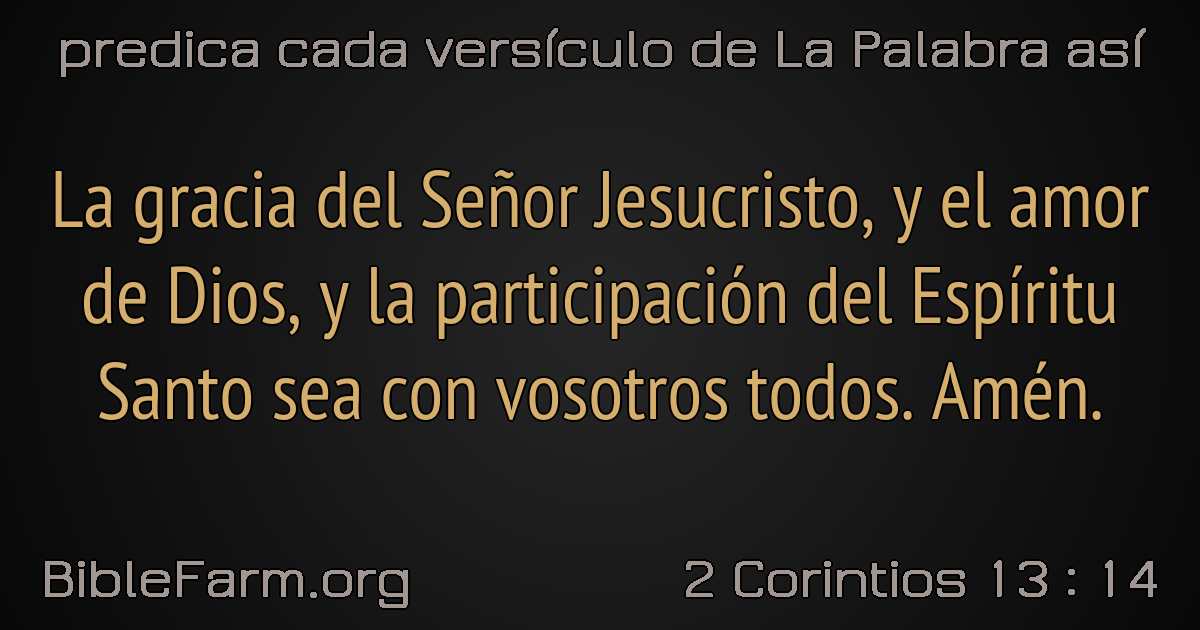 predica cada versículo de La Palabra así
La gracia del Señor Jesucristo, y el amor
de Dios, y la participación del Espíritu
Santo sea con vosotros todos. Amén.
BibleFarm.org
2 Corintios 13 : 14